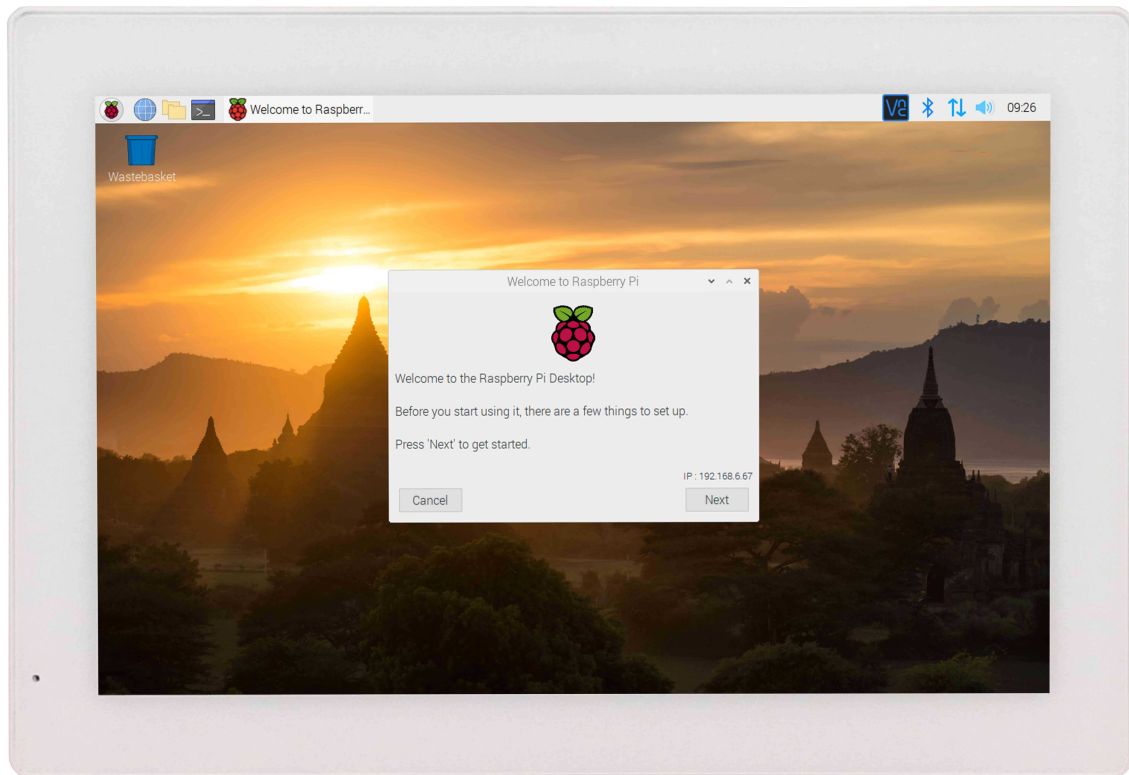 Welcome to Raspberr...
V2
09:26
Wastebasket
Welcome to Raspberry Pi
Welcome to the Raspberry Pi Desktop!
Before you start using it, there are a few things to set up.
Press 'Next' to get started.
IP : 192.168.6.67
Cancel
Next